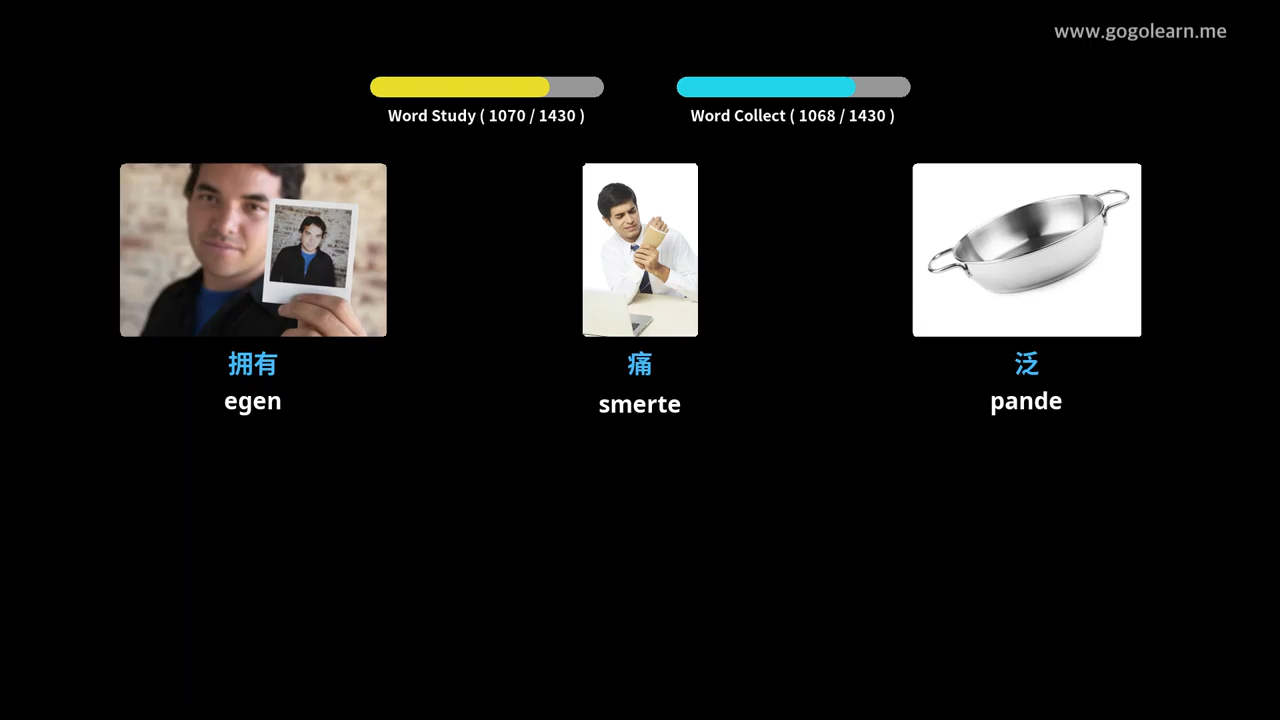 www.gogolearn.me
Word Study ( 1070 / 1430 )
Word Collect ( 1068 / 1430 )
拥有
egen
痛
smerte
泛
pande